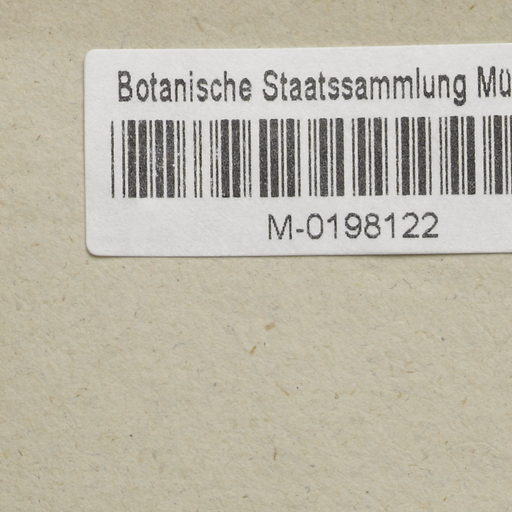 Botanische Staatssammlung Mü
M-0198122